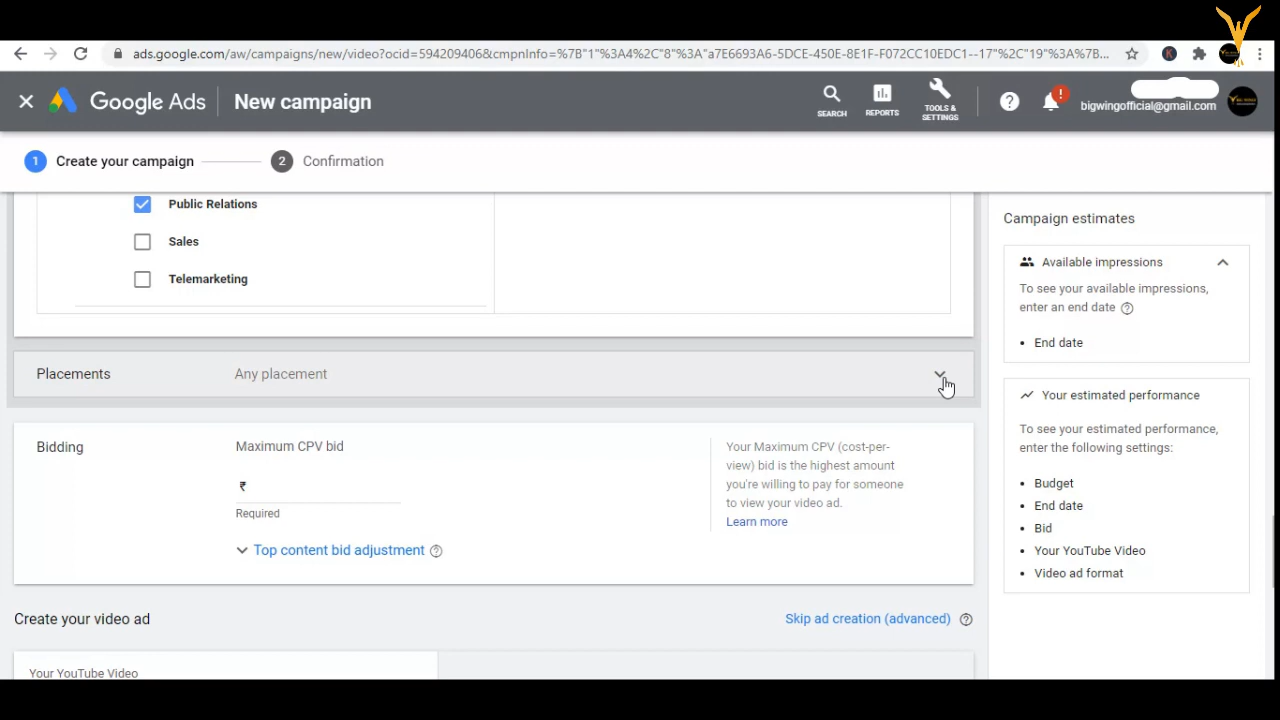 ads.google.com/aw/campaigns/new/video?ocid=594209406&cmpnInfo=%7B"1"%3A4%2C"8"%3A"a7E6693A6-5DCE-450E-8E1F-F072CC10EDC1--17"%2C"19"%3A%7B...
Google Ads
New campaign
SEARCH
REPORTS
TOOLS &
SETTINGS
bigwingofficial@gmail.com
1 Create your campaign
2 Confirmation
Public Relations
Sales
Telemarketing
Placements
Any placement
Bidding
Maximum CPV bid
₹
Required
Your Maximum CPV (cost-per-
view) bid is the highest amount
you're willing to pay for someone
to view your video ad.
Learn more
Top content bid adjustment
Create your video ad
Skip ad creation (advanced)
Your YouTube Video
Campaign estimates
Available impressions
To see your available impressions,
enter an end date
• End date
Your estimated performance
To see your estimated performance,
enter the following settings:
• Budget
• End date
• Bid
• Your YouTube Video
• Video ad format